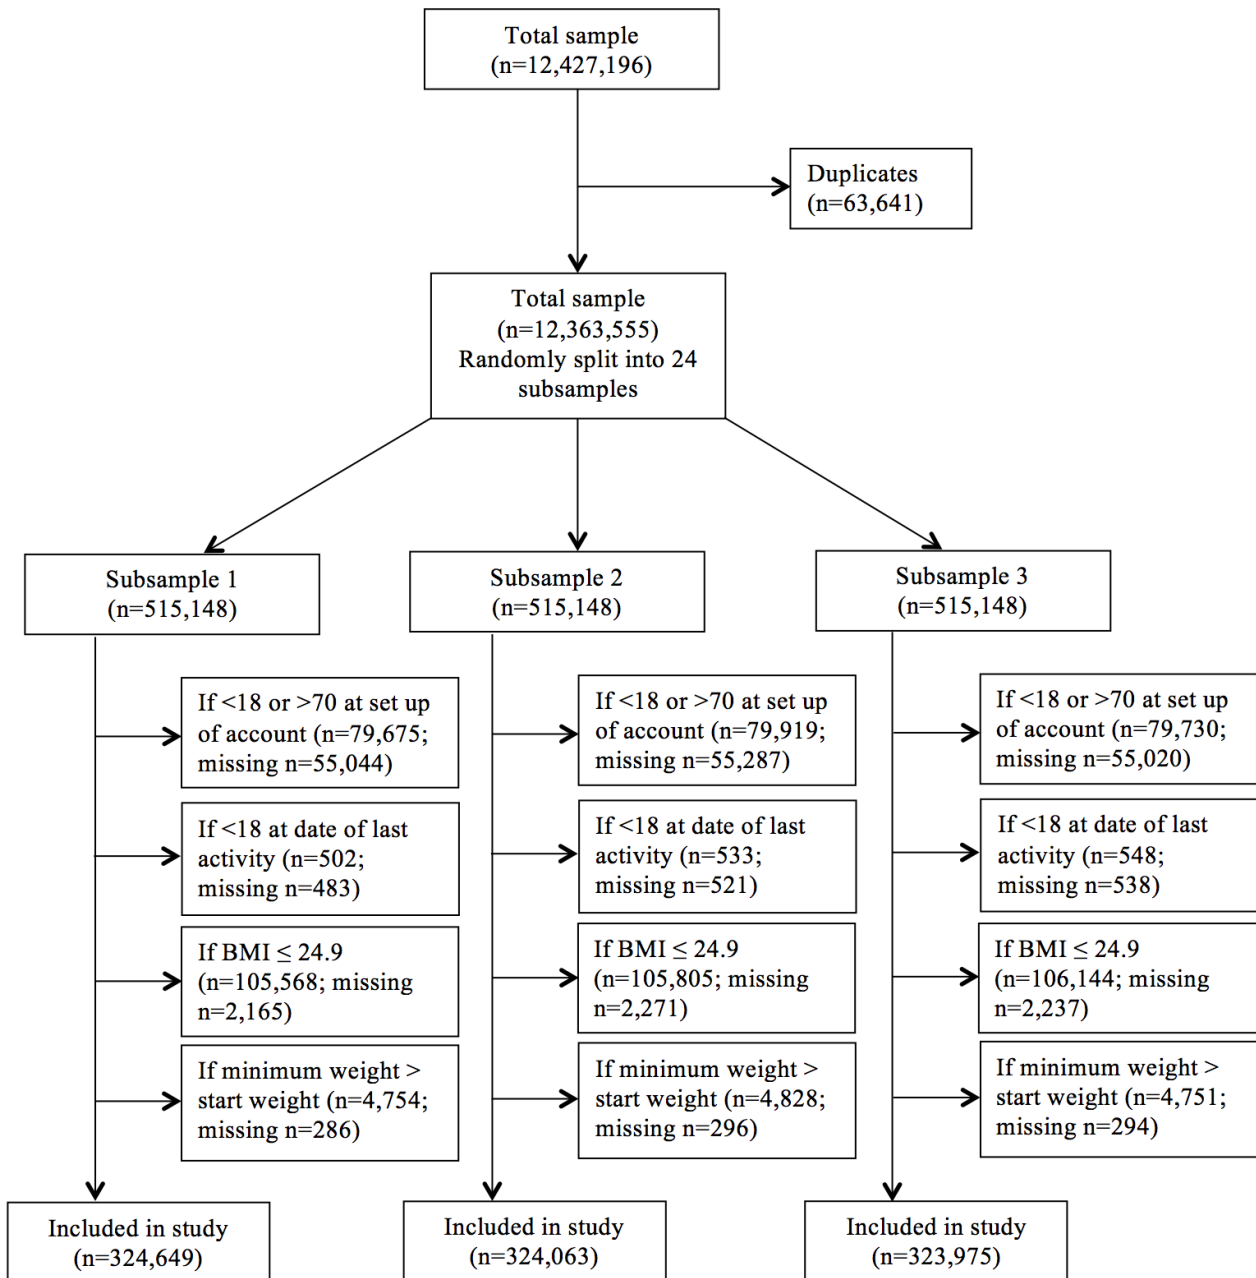 Total sample
(n=12,427,196)
Duplicates
(n=63,641)
Total sample
(n=12,363,555)
Randomly split into 24
subsamples
Subsample 1
(n=515,148)
Subsample 2
(n=515,148)
Subsample 3
(n=515,148)
If <18 or >70 at set up
of account (n=79,675;
missing n=55,044)
If <18 or >70 at set up
of account (n=79,919;
missing n=55,287)
If <18 or >70 at set up
of account (n=79,730;
missing n=55,020)
If <18 at date of last
activity (n=502;
missing n=483)
If <18 at date of last
activity (n=533;
missing n=521)
If <18 at date of last
activity (n=548;
missing n=538)
If BMI ≤ 24.9
(n=105,568; missing
n=2,165)
If BMI ≤ 24.9
(n=105,805; missing
n=2,271)
If BMI ≤ 24.9
(n=106,144; missing
n=2,237)
If minimum weight >
start weight (n=4,754;
missing n=286)
If minimum weight >
start weight (n=4,828;
missing n=296)
If minimum weight >
start weight (n=4,751;
missing n=294)
Included in study
(n=324,649)
Included in study
(n=324,063)
Included in study
(n=323,975)